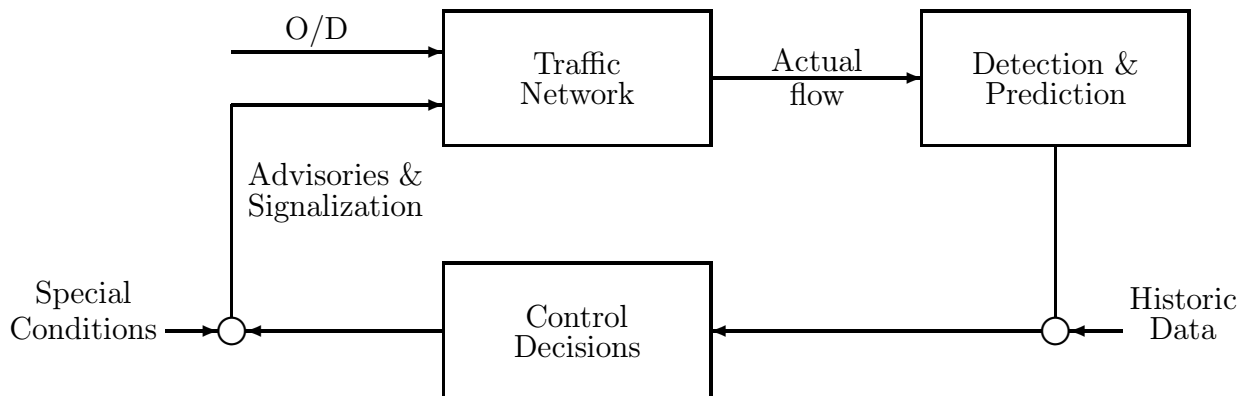 O/D
Traffic
Network
Actual
flow
Detection &
Prediction
Advisories &
Signalization
Special
Conditions
Control
Decisions
Historic
Data